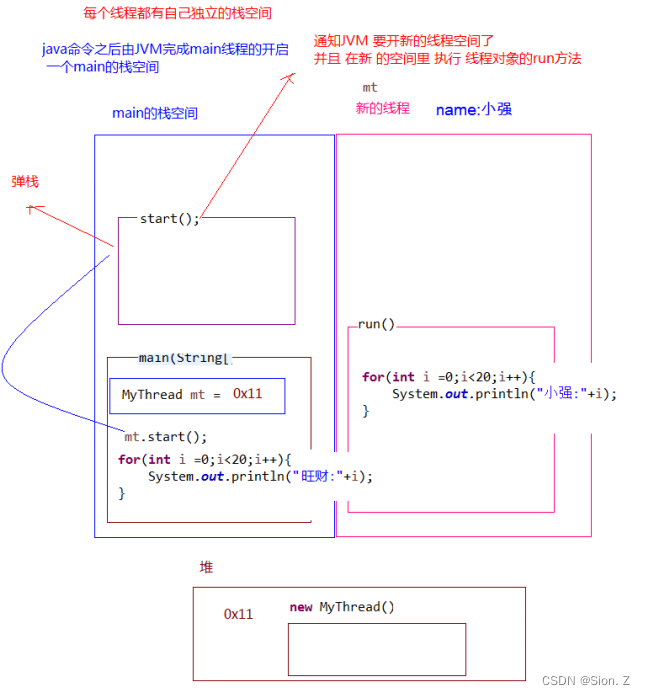 每个线程都有自己独立的栈空间
java命令之后由JVM完成main线程的开启
一个main的栈空间
通知JVM 要开新的线程空间了
并且 在新 的空间里 执行 线程对象的run方法
mt
main的栈空间
新的线程 name:小强
弹栈
start();
run()
main(String[
MyThread mt = 0x11
for(int i =0;i<20;i++){
System.out.println("小强:"+i);
}
mt.start();
for(int i =0;i<20;i++){
System.out.println("旺财:"+i);
}
堆
0x11
new MyThread()
CSDN @Sion. Z